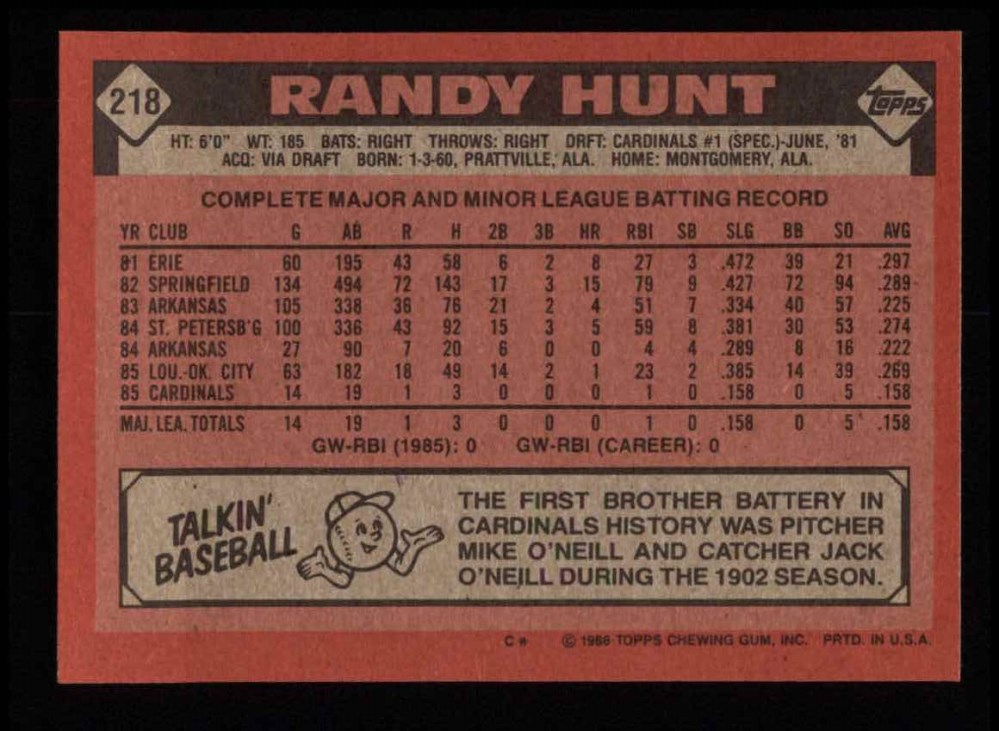 218 RANDY HUNT Topps
HT: 6'0" WT: 185 BATS: RIGHT THROWS: RIGHT DRFT: CARDINALS #1 (SPEC.)-JUNE, '81
ACQ: VIA DRAFT BORN: 1-3-60, PRATTVILLE, ALA. HOME: MONTGOMERY, ALA.
COMPLETE MAJOR AND MINOR LEAGUE BATTING RECORD
YR CLUB G AB R H 2B 3B HR RBI SB SLG BB SO AVG
81 ERIE 60 195 43 58 6 2 8 27 3 .472 39 21 .297
82 SPRINGFIELD 134 494 72 143 17 3 15 79 9 .427 72 94 .289
83 ARKANSAS 105 338 36 76 21 2 4 51 7 .334 40 57 .225
84 ST. PETERSB'G 100 336 43 92 15 3 5 59 8 .381 30 53 .274
84 ARKANSAS 27 90 7 20 6 0 0 4 4 .289 8 16 .222
85 LOU.-OK. CITY 63 182 18 49 14 2 1 23 2 .385 14 39 .269
85 CARDINALS 14 19 1 3 0 0 0 1 0 .158 0 5 .158
MAJ. LEA. TOTALS 14 19 1 3 0 0 0 1 0 .158 0 5 .158
GW-RBI (1985): 0 GW-RBI (CAREER): 0
TALKIN'
BASEBALL
THE FIRST BROTHER BATTERY IN
CARDINALS HISTORY WAS PITCHER
MIKE O'NEILL AND CATCHER JACK
O'NEILL DURING THE 1902 SEASON.
C * © 1986 TOPPS CHEWING GUM, INC. PRTD. IN U.S.A.